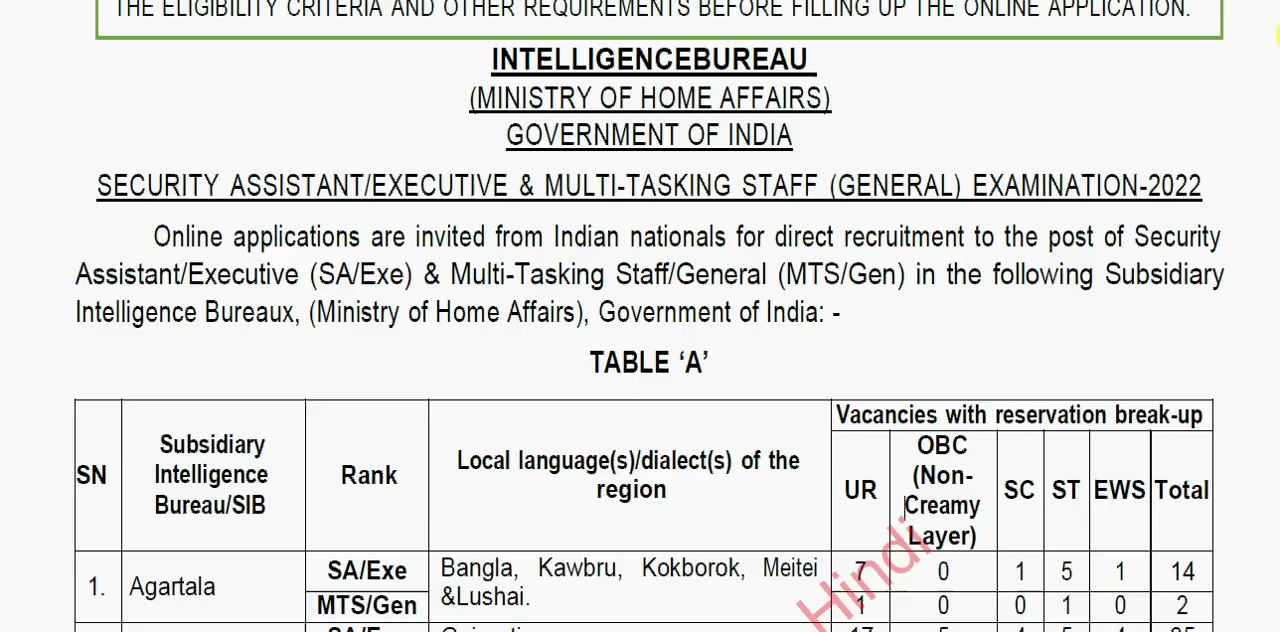 THE ELIGIBILITY CRITERIA AND OTHER REQUIREMENTS BEFORE FILLING UP THE ONLINE APPLICATION.
INTELLIGENCEBUREAU
(MINISTRY OF HOME AFFAIRS)
GOVERNMENT OF INDIA
SECURITY ASSISTANT/EXECUTIVE & MULTI-TASKING STAFF (GENERAL) EXAMINATION-2022
Online applications are invited from Indian nationals for direct recruitment to the post of Security
Assistant/Executive (SA/Exe) & Multi-Tasking Staff/General (MTS/Gen) in the following Subsidiary
Intelligence Bureaux, (Ministry of Home Affairs), Government of India: -
TABLE ‘A’
SN
Subsidiary
Intelligence
Bureau/SIB
Rank
Local language(s)/dialect(s) of the
region
Vacancies with reservation break-up
UR
OBC
(Non-
Creamy
Layer)
SC
ST
EWS
Total
1.
Agartala
SA/Exe
Bangla, Kawbru, Kokborok, Meitei
&Lushai.
7 0 1 5 1 14
MTS/Gen
1 0 0 1 0 2
Hindi